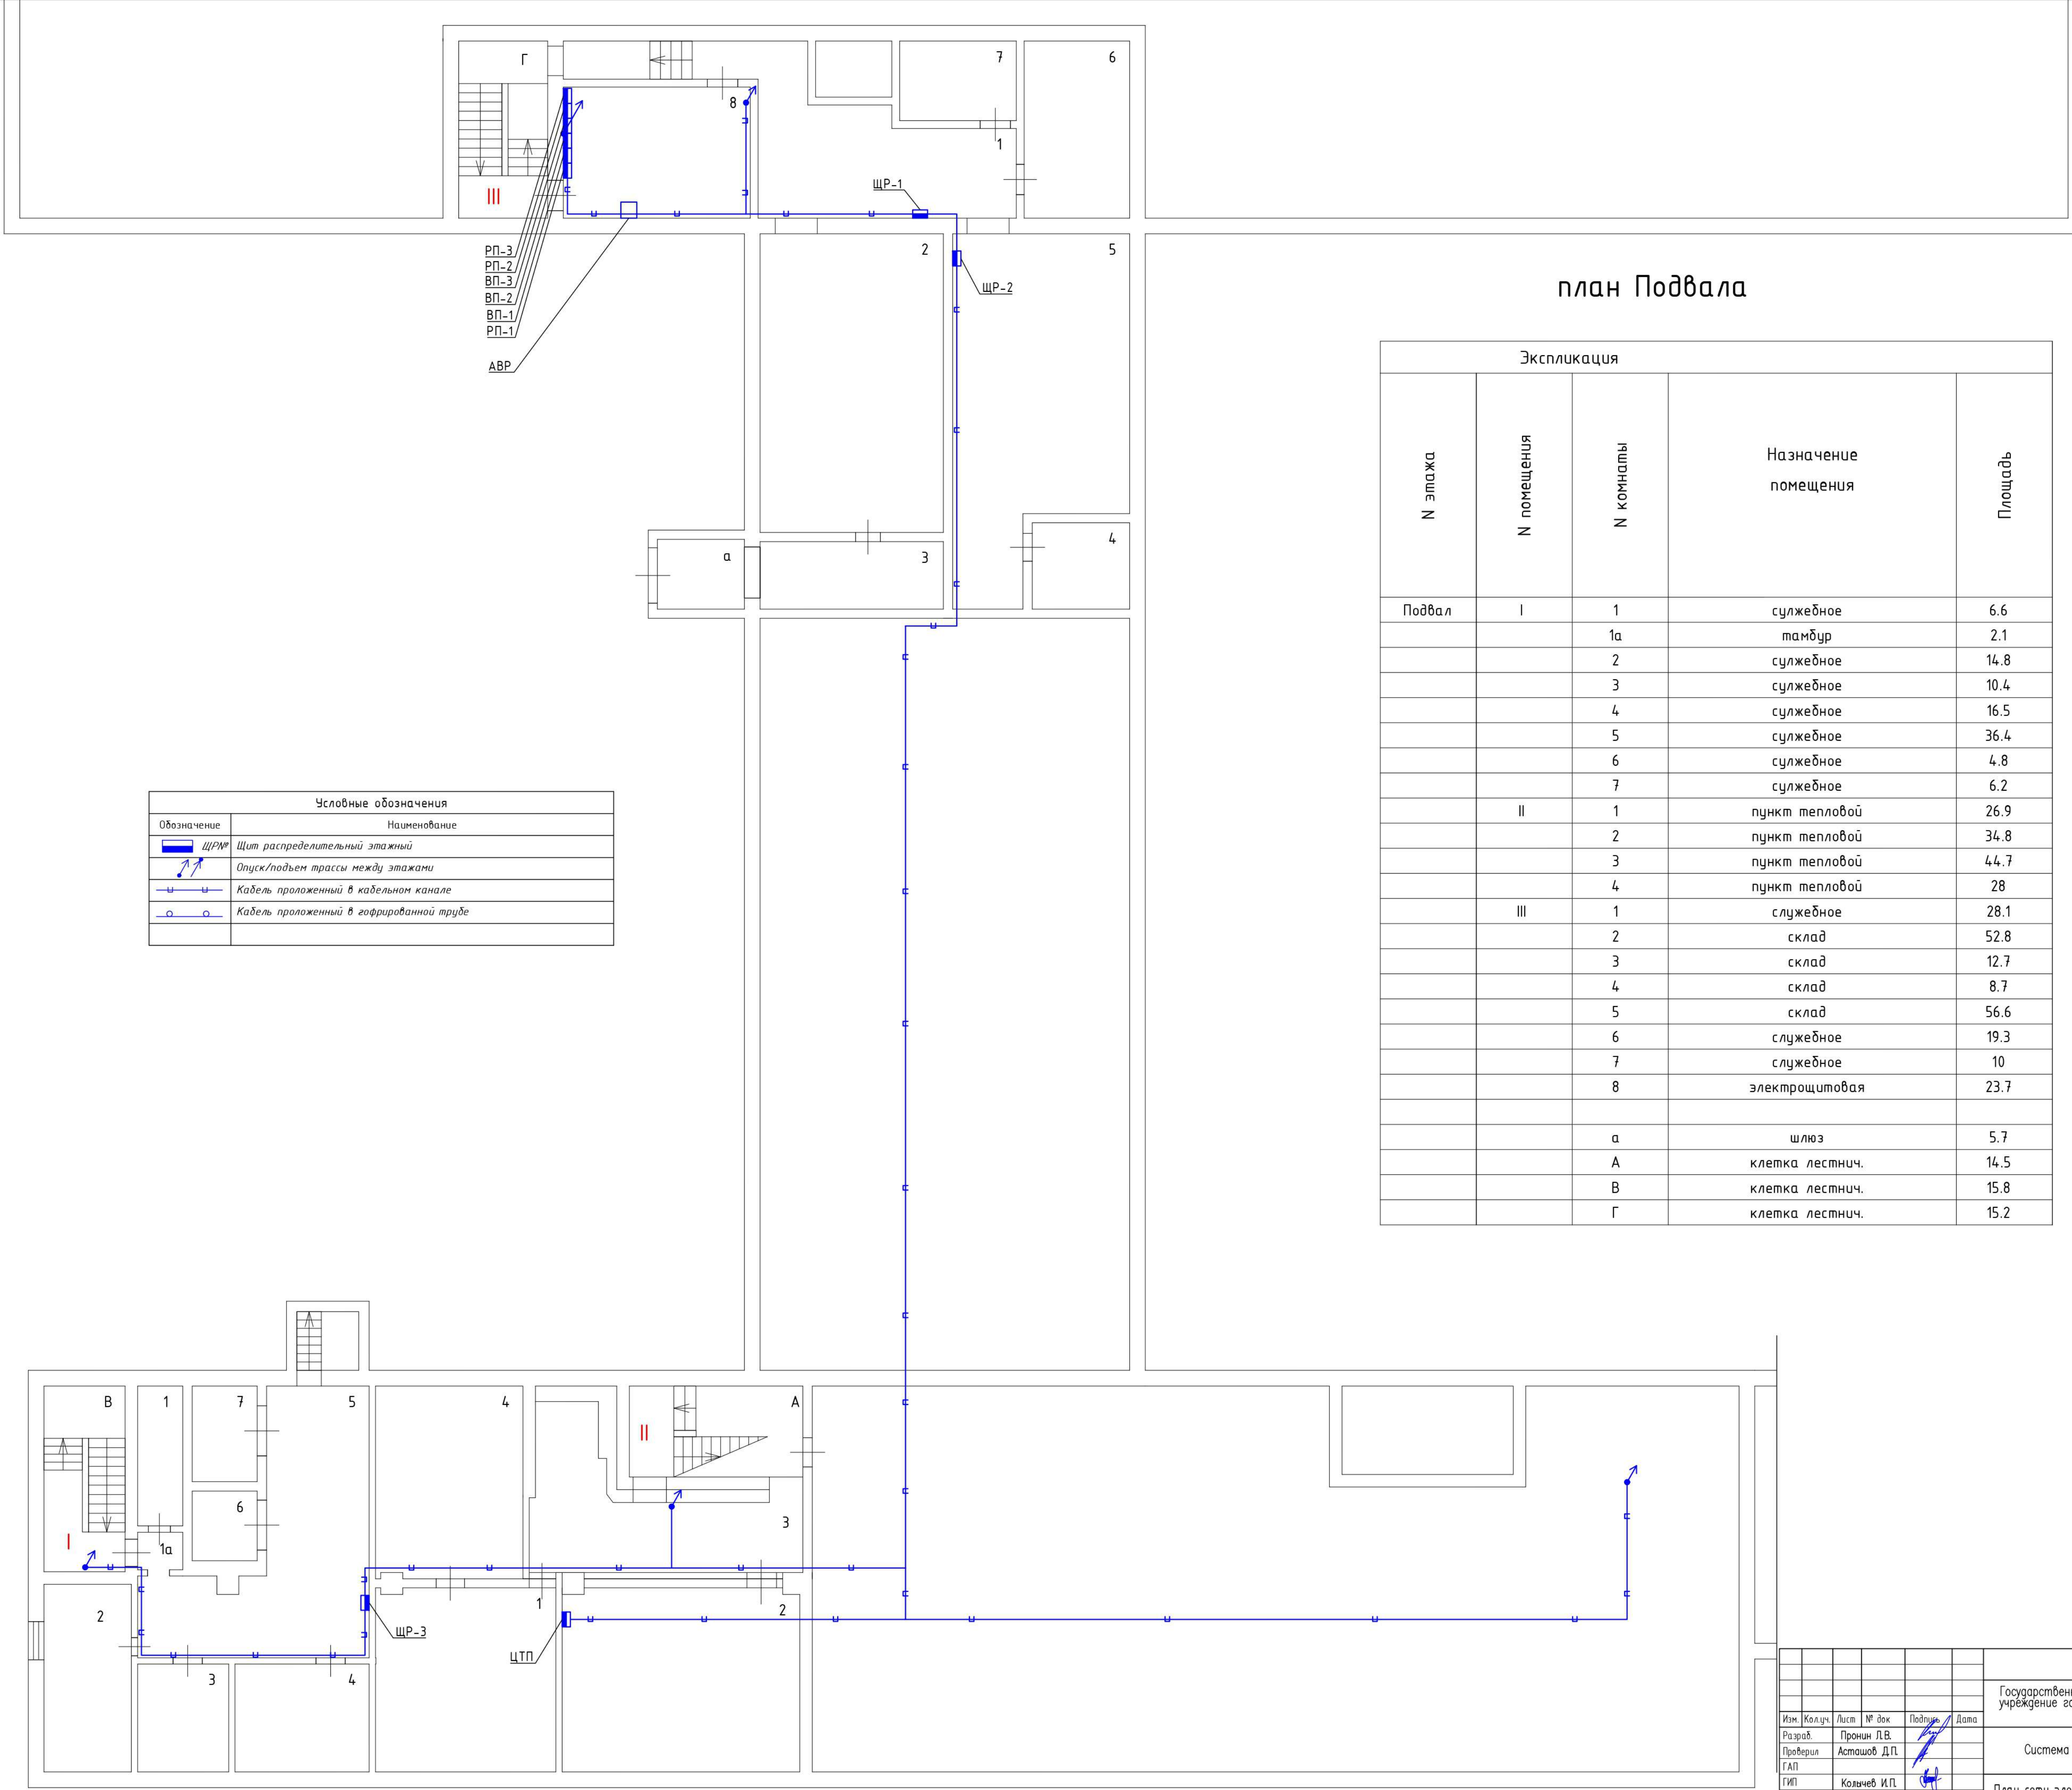 Г
7
6
8
1
III
ЩР-1
РП-3
РП-2
ВП-3
ВП-2
ВП-1
РП-1
АВР
2
5
ЩР-2
а
3
4
план Подвала
Экспликация
N этажа
N помещения
N комнаты
Назначение
помещения
Площадь
Подвал I 1 сулжебное 6.6
1а тамбур 2.1
2 сулжебное 14.8
3 сулжебное 10.4
4 сулжебное 16.5
5 сулжебное 36.4
6 сулжебное 4.8
7 сулжебное 6.2
II 1 пункт тепловой 26.9
2 пункт тепловой 34.8
3 пункт тепловой 44.7
4 пункт тепловой 28
III 1 служебное 28.1
2 склад 52.8
3 склад 12.7
4 склад 8.7
5 склад 56.6
6 служебное 19.3
7 служебное 10
8 электрощитовая 23.7
а шлюз 5.7
А клетка лестнич. 14.5
В клетка лестнич. 15.8
Г клетка лестнич. 15.2
Условные обозначения
Обозначение Наименование
ЩРN° Щит распределительный этажный
Опуск/подъем трассы между этажами
Кабель проложенный в кабельном канале
Кабель проложенный в гофрированной трубе
В
1
7
5
4
II
А
6
I
1а
3
2
1
2
ЩР-3
ЦТП
3
4
Изм. Кол.уч. Лист № док Подпись Дата
Разраб. Пронин Л.В.
Проверил Асташов Д.П.
ГАП
ГИП Колычев И.П.
учреждение
Система